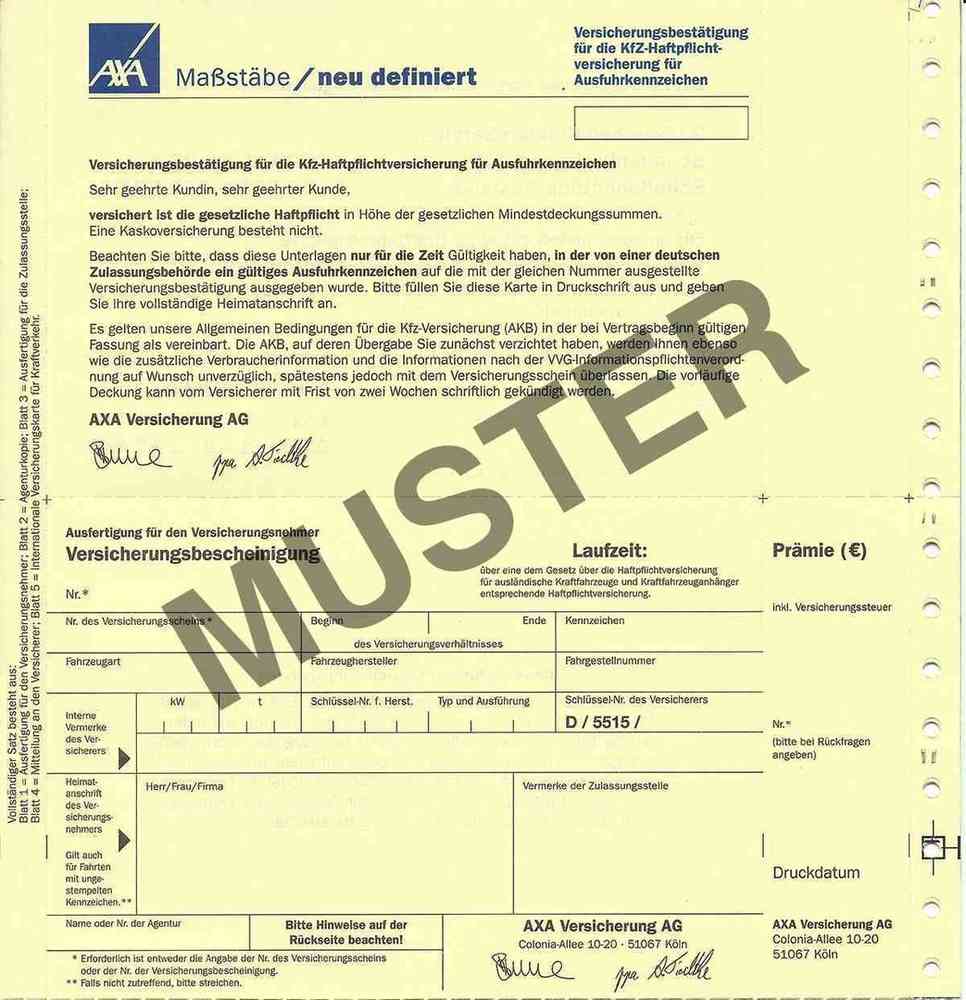 AXA
Maßstäbe / neu definiert
Versicherungsbestätigung
für die KfZ-Haftpflicht-
versicherung für
Ausfuhrkennzeichen
Versicherungsbestätigung für die Kfz-Haftpflichtversicherung für Ausfuhrkennzeichen
Sehr geehrte Kundin, sehr geehrter Kunde,
versichert ist die gesetzliche Haftpflicht in Höhe der gesetzlichen Mindestdeckungssummen.
Eine Kaskoversicherung besteht nicht.
Beachten Sie bitte, dass diese Unterlagen nur für die Zeit Gültigkeit haben, in der von einer deutschen
Zulassungsbehörde ein gültiges Ausfuhrkennzeichen auf die mit der gleichen Nummer ausgestellte
Versicherungsbestätigung ausgegeben wurde. Bitte füllen Sie diese Karte in Druckschrift aus und geben
Sie Ihre vollständige Heimatanschrift an.
Es gelten unsere Allgemeinen Bedingungen für die Kfz-Versicherung (AKB) in der bei Vertragsbeginn gültigen
Fassung als vereinbart. Die AKB, auf deren Übergabe Sie zunächst verzichtet haben, werden Ihnen ebenso
wie die zusätzliche Verbraucherinformation und die Informationen nach der VVG-Informationspflichtenverord-
nung auf Wunsch unverzüglich, spätestens jedoch mit dem Versicherungsschein überlassen. Die vorläufige
Deckung kann vom Versicherer mit Frist von zwei Wochen schriftlich gekündigt werden.
AXA Versicherung AG
ppa
MUSTER
Vollständiger Satz besteht aus:
Blatt 1 = Ausfertigung für den Versicherungsnehmer; Blatt 2 = Agenturkopie; Blatt 3 = Ausfertigung für die Zulassungsstelle;
Blatt 4 = Mitteilung an den Versicherer; Blatt 5 = Internationale Versicherungskarte für Kraftverkehr.
Ausfertigung für den Versicherungsnehmer
Versicherungsbescheinigung
Nr.*
Laufzeit:
über eine dem Gesetz über die Haftpflichtversicherung
für ausländische Kraftfahrzeuge und Kraftfahrzeuganhänger
entsprechende Haftpflichtversicherung.
Prämie (€)
inkl. Versicherungssteuer
Nr. des Versicherungsscheins*
Beginn
Ende
des Versicherungsverhältnisses
Kennzeichen
Fahrzeugart
Fahrzeughersteller
Fahrgestellnummer
Interne
Vermerke
des Ver-
sicherers
kW
t
Schlüssel-Nr. f. Herst.
Typ und Ausführung
Schlüssel-Nr. des Versicherers
D / 5515 /
Nr.*
(bitte bei Rückfragen
angeben)
Heimat-
anschrift
des Ver-
sicherungs-
nehmers
Gilt auch
für Fahrten
mit unge-
stempelten
Kennzeichen.**
Herr/Frau/Firma
Vermerke der Zulassungsstelle
Druckdatum
Name oder Nr. der Agentur
Bitte Hinweise auf der
Rückseite beachten!
AXA Versicherung AG
Colonia-Allee 10-20 · 51067 Köln
ppa
AXA Versicherung AG
Colonia-Allee 10-20
51067 Köln
* Erforderlich ist entweder die Angabe der Nr. des Versicherungsscheins
oder der Nr. der Versicherungsbescheinigung.
** Falls nicht zutreffend, bitte streichen.